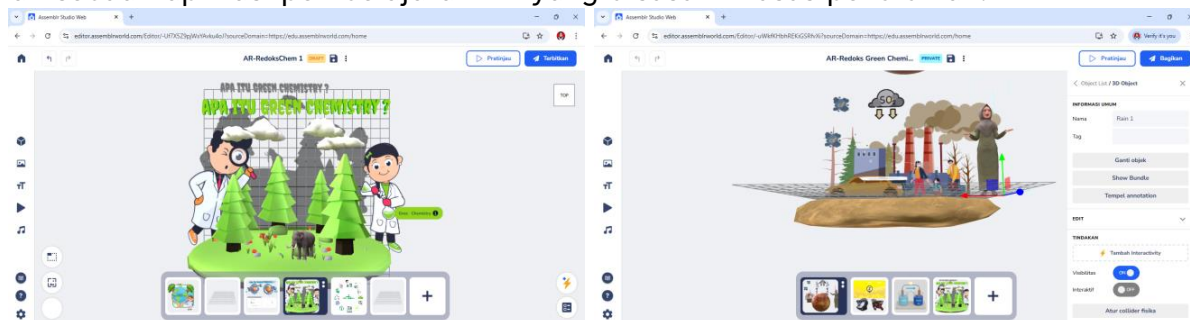 Assemblr Studio Web
editor.assemblrworld.com/Editor/
?sourceDomain=https://edu.assemblrworld.com/home
AR-RedoksChem 1
DRAFT
Pratinjau
Terbitkan
TOP
APA ITU GREEN CHEMISTRY ?
APA ITU GREEN CHEMISTRY ?
Chemistry
Assemblr Studio Web
editor.assemblrworld.com/Editor/
?sourceDomain=https://edu.assemblrworld.com/home
Verify it's you
AR-Redoks Green Chemi...
PRIVATE
Pratinjau
Bagikan
Object List / 3D Object
INFORMASI UMUM
Nama
Rain 1
Tag
Ganti objek
Show Bundle
Tempel annotation
EDIT
TINDAKAN
Tambah Interactivity
Visibilitas
ON
Interaktif
OFF
Atur collider fisika